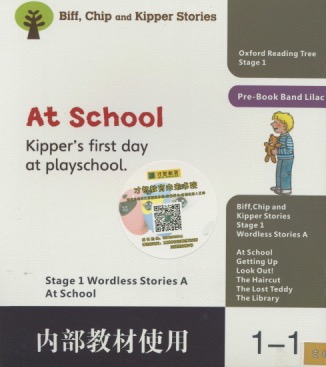 Biff, Chip and Kipper Stories
Oxford Reading Tree
Stage 1
Pre-Book Band Lilac
At School
Kipper's first day
at playschool.
Biff,Chip and
Kipper Stories
Stage 1
Wordless Stories A
At School
Getting Up
Look Out!
The Haircut
The Lost Teddy
The Library
Stage 1 Wordless Stories A
At School
内部教材使用
1-1